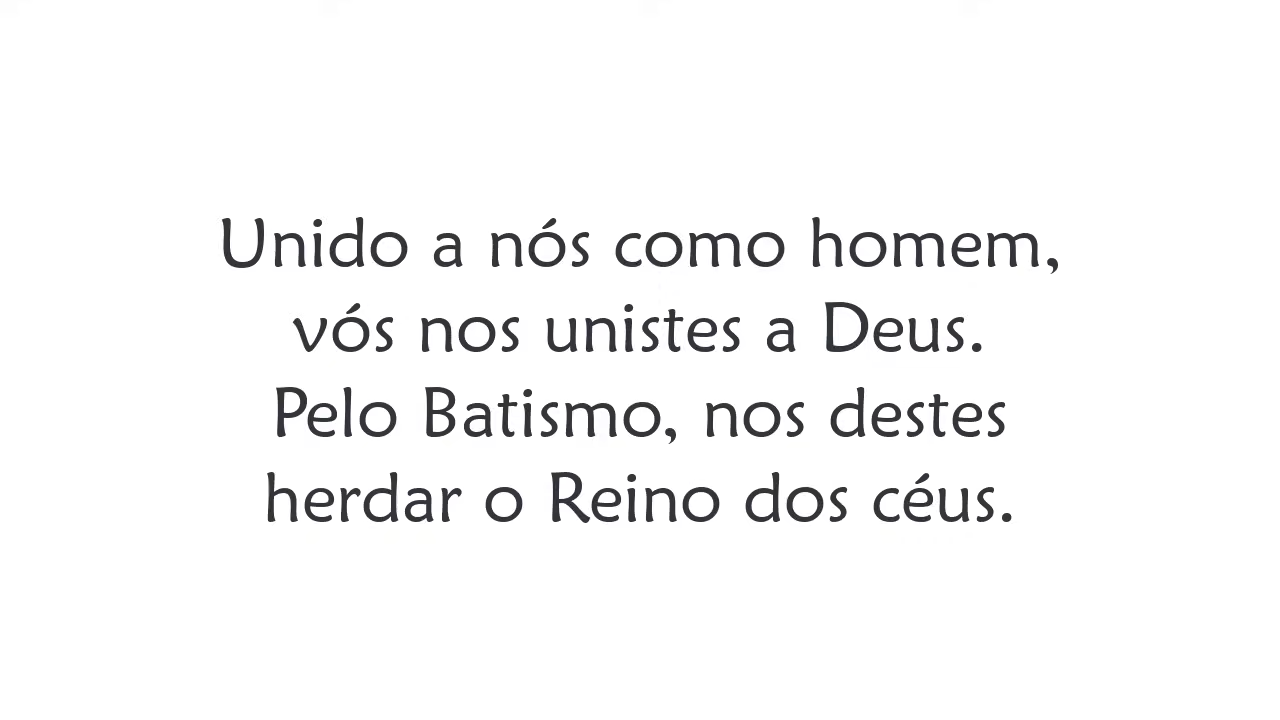 Unido a nós como homem,
vós nos unistes a Deus.
Pelo Batismo, nos destes
herdar o Reino dos céus.